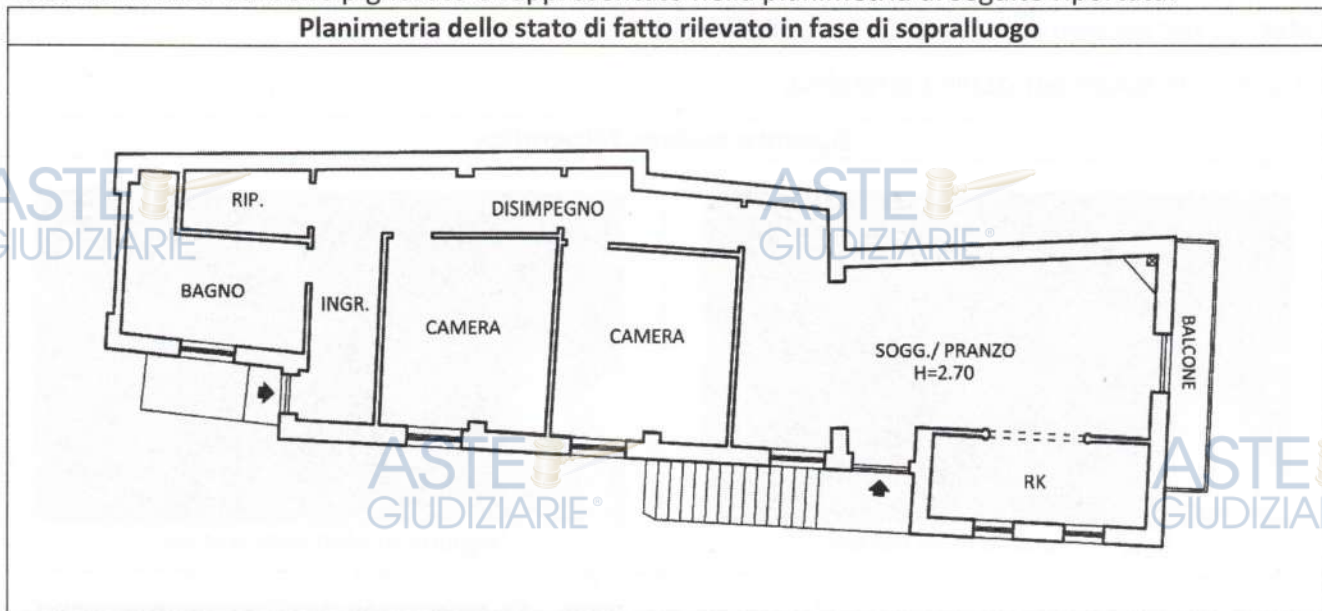 Planimetria dello stato di fatto rilevato in fase di sopralluogo
ASTE
GIUDIZIARIE
RIP.
DISIMPEGNO
ASTE
GIUDIZIARIE®
BAGNO
INGR.
CAMERA
CAMERA
SOGG./ PRANZO
H=2.70
BALCONE
ASTE
GIUDIZIARIE®
RK
ASTE
GIUDIZIA